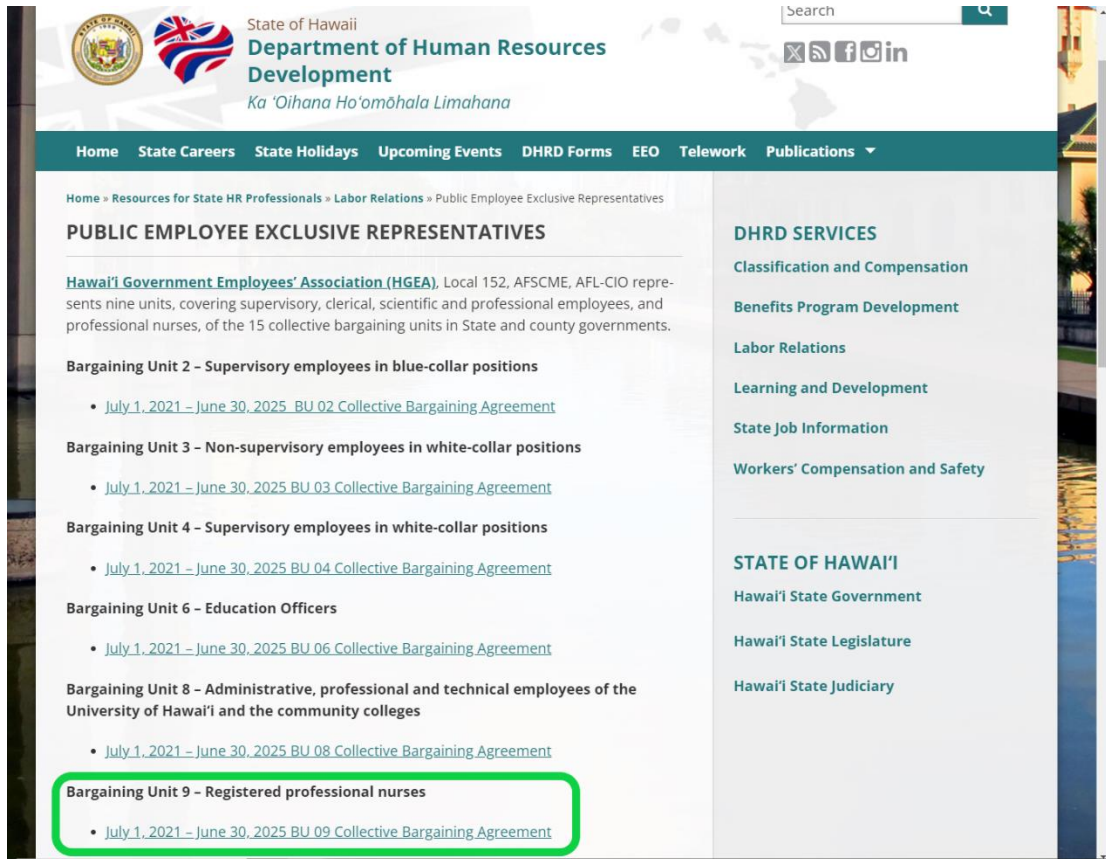 State of Hawaii
Department of Human Resources
Development
Ka ʻOihana Hoʻomōhala Limahana
Search
Home State Careers State Holidays Upcoming Events DHRD Forms EEO Telework Publications
Home » Resources for State HR Professionals » Labor Relations » Public Employee Exclusive Representatives
PUBLIC EMPLOYEE EXCLUSIVE REPRESENTATIVES
Hawaiʻi Government Employees’ Association (HGEA), Local 152, AFSCME, AFL-CIO repre-
sents nine units, covering supervisory, clerical, scientific and professional employees, and
professional nurses, of the 15 collective bargaining units in State and county governments.
Bargaining Unit 2 – Supervisory employees in blue-collar positions
• July 1, 2021 – June 30, 2025 BU 02 Collective Bargaining Agreement
Bargaining Unit 3 – Non-supervisory employees in white-collar positions
• July 1, 2021 – June 30, 2025 BU 03 Collective Bargaining Agreement
Bargaining Unit 4 – Supervisory employees in white-collar positions
• July 1, 2021 – June 30, 2025 BU 04 Collective Bargaining Agreement
Bargaining Unit 6 – Education Officers
• July 1, 2021 – June 30, 2025 BU 06 Collective Bargaining Agreement
Bargaining Unit 8 – Administrative, professional and technical employees of the
University of Hawaiʻi and the community colleges
• July 1, 2021 – June 30, 2025 BU 08 Collective Bargaining Agreement
Bargaining Unit 9 – Registered professional nurses
• July 1, 2021 – June 30, 2025 BU 09 Collective Bargaining Agreement
DHRD SERVICES
Classification and Compensation
Benefits Program Development
Labor Relations
Learning and Development
State Job Information
Workers’ Compensation and Safety
STATE OF HAWAIʻI
Hawaiʻi State Government
Hawaiʻi State Legislature
Hawaiʻi State Judiciary